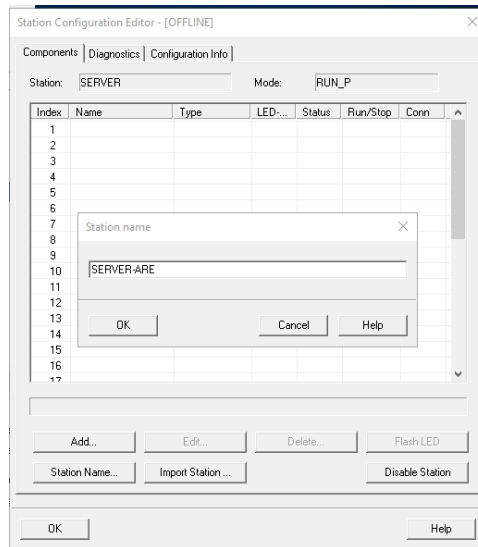 Station Configuration Editor - [OFFLINE]
Components Diagnostics Configuration Info
Station: SERVER Mode: RUN_P
Index Name Type LED-... Status Run/Stop Conn
1
2
3
4
5
6
7
8
9
10
11
12
13
14
15
16
17
Station name
SERVER-ARE
OK Cancel Help
Add... Edit... Delete... Flash LED
Station Name... Import Station ... Disable Station
OK Help